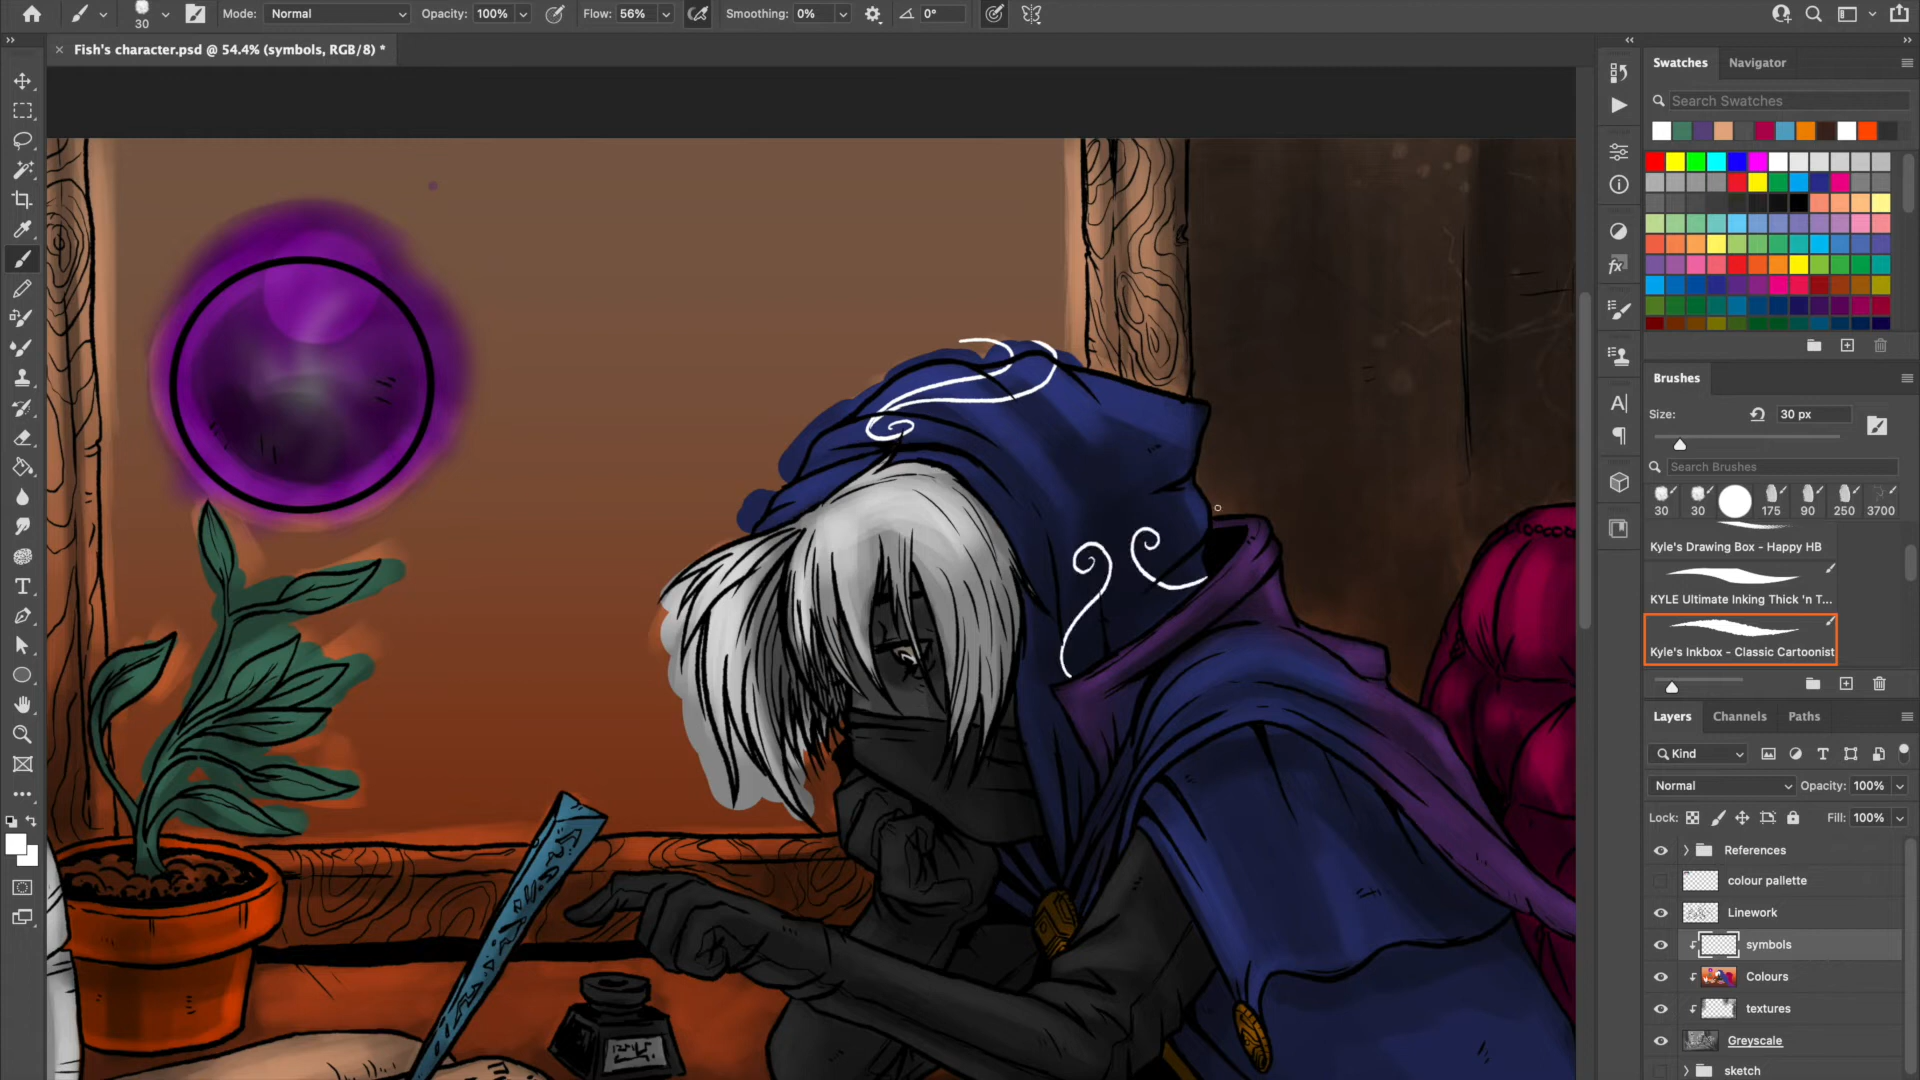 30
Mode: Normal
Opacity: 100%
Flow: 56%
Smoothing: 0%
0°
Fish's character.psd @ 54.4% (symbols, RGB/8) *
Swatches
Navigator
Search Swatches
Brushes
Size:
30 px
Search Brushes
30 30 175 90 250 3700
Kyle's Drawing Box - Happy HB
KYLE Ultimate Inking Thick 'n T...
Kyle's Inkbox - Classic Cartoonist
Layers Channels Paths
Kind
Normal
Opacity: 100%
Lock:
Fill: 100%
References
colour pallette
Linework
symbols
Colours
textures
Greyscale
sketch